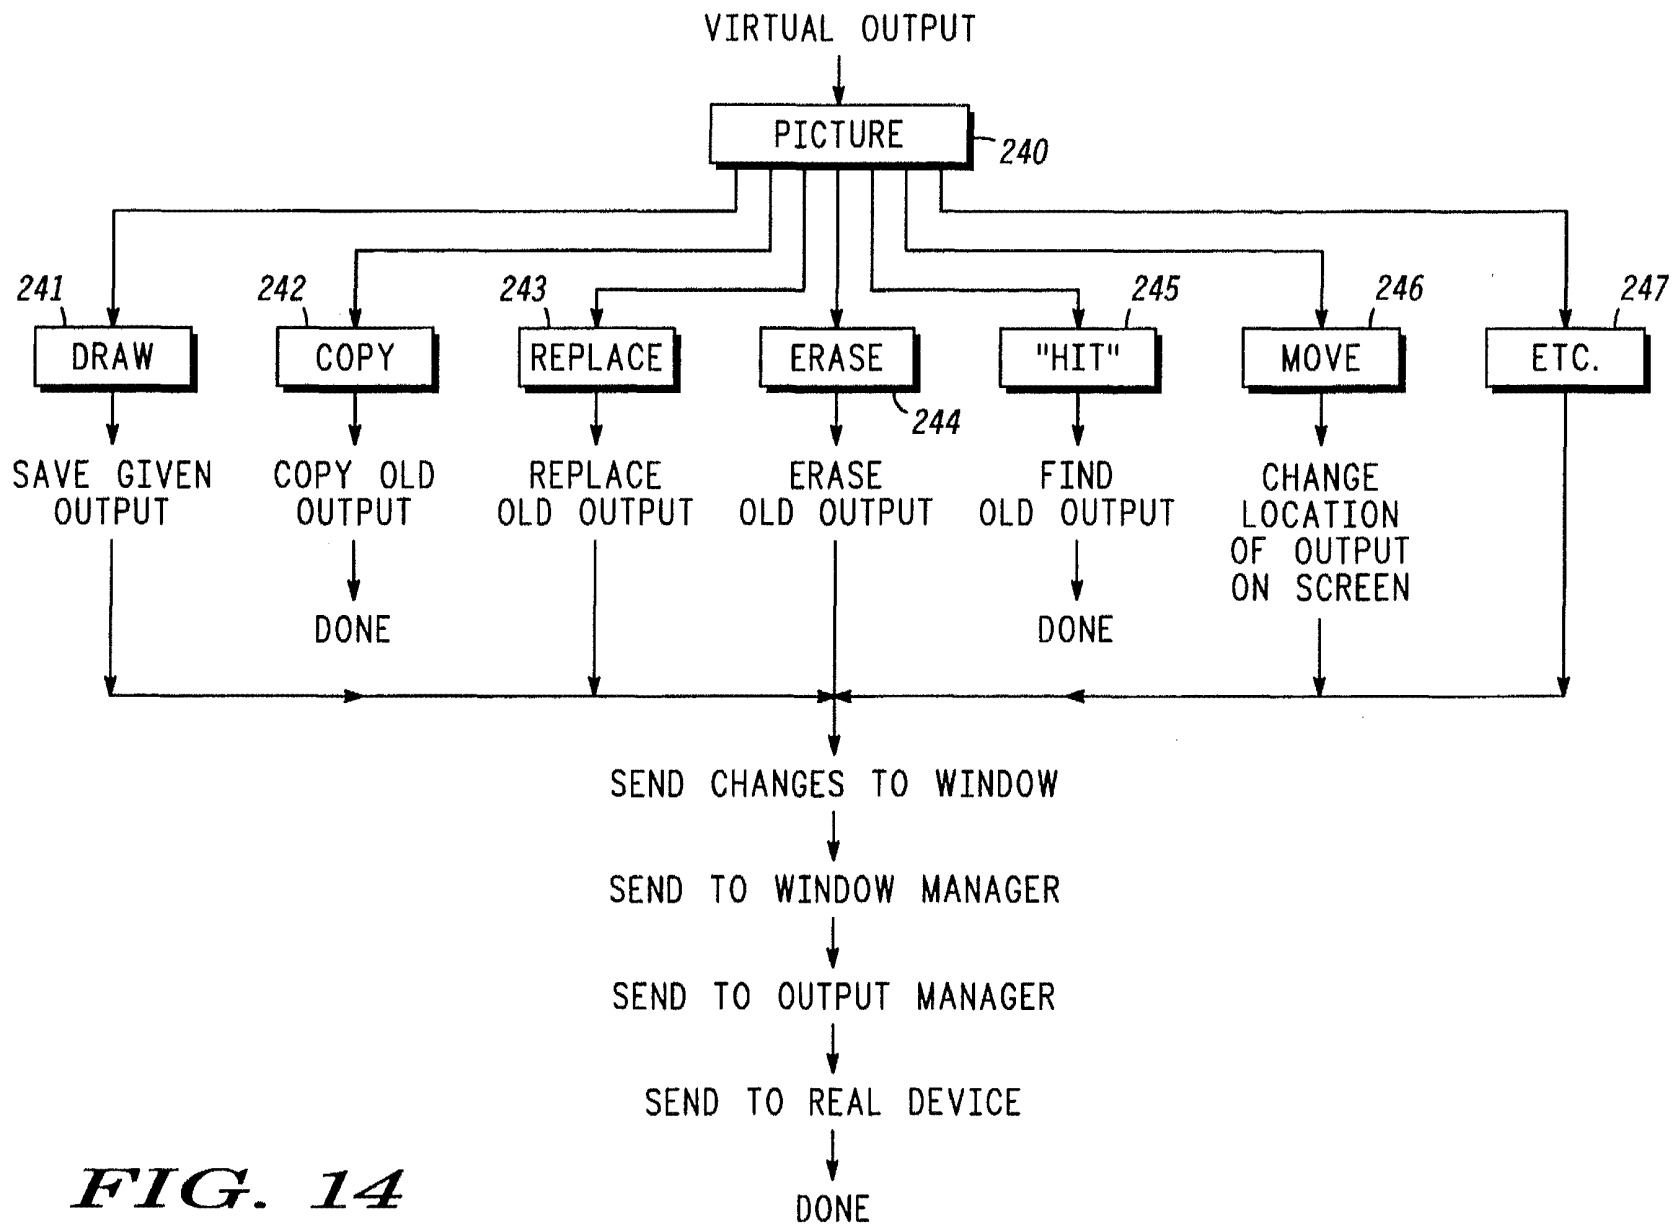 VIRTUAL OUTPUT
PICTURE
240
241
242
243
245
246
247
DRAW
COPY
REPLACE
ERASE
"HIT"
MOVE
ETC.
244
SAVE GIVEN
OUTPUT
COPY OLD
OUTPUT
REPLACE
OLD OUTPUT
ERASE
OLD OUTPUT
FIND
OLD OUTPUT
CHANGE
LOCATION
OF OUTPUT
ON SCREEN
DONE
DONE
SEND CHANGES TO WINDOW
SEND TO WINDOW MANAGER
SEND TO OUTPUT MANAGER
SEND TO REAL DEVICE
DONE
FIG. 14